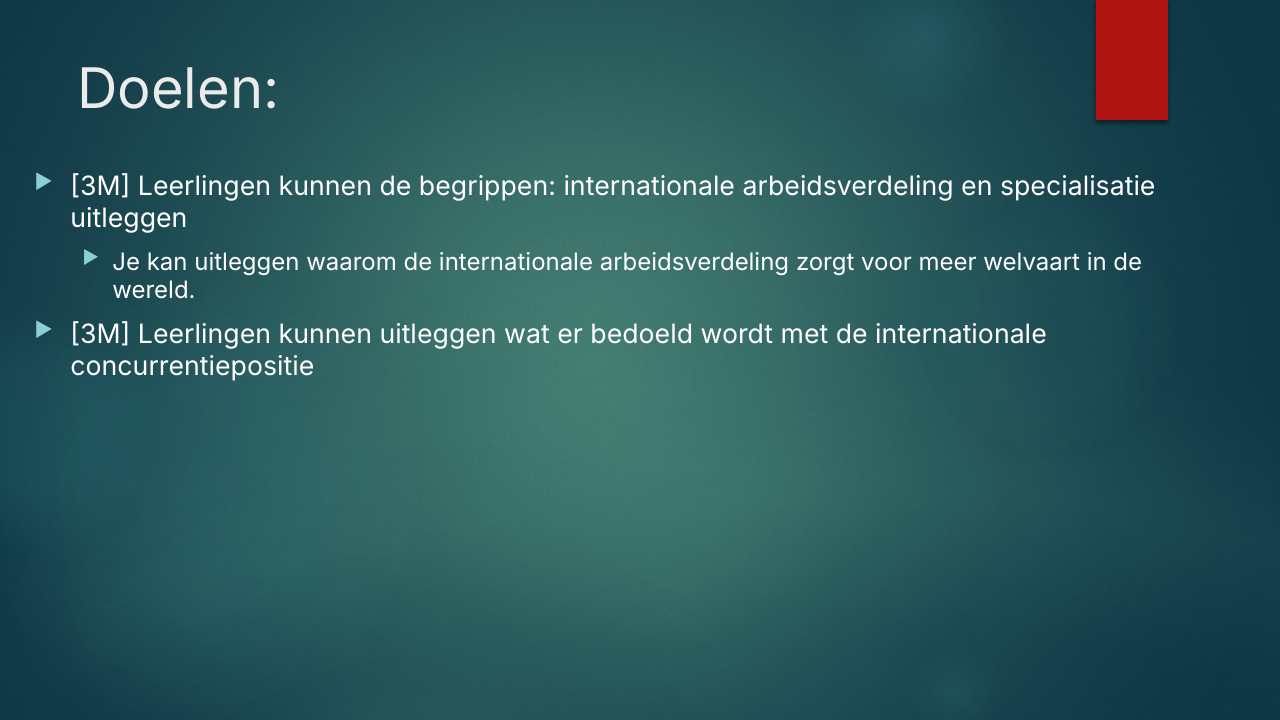 Doelen:
[3M] Leerlingen kunnen de begrippen: internationale arbeidsverdeling en specialisatie
uitleggen
Je kan uitleggen waarom de internationale arbeidsverdeling zorgt voor meer welvaart in de
wereld.
[3M] Leerlingen kunnen uitleggen wat er bedoeld wordt met de internationale
concurrentiepositie